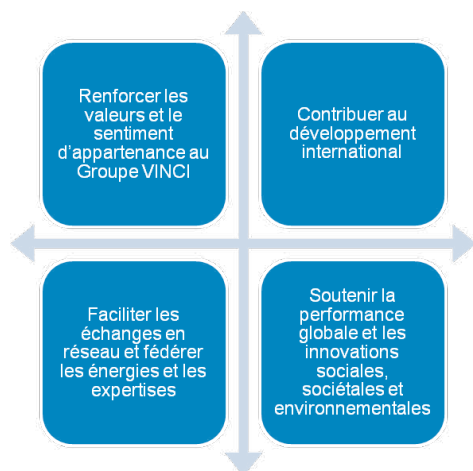 Renforcer les
valeurs et le
sentiment
d'appartenance au
Groupe VINCI
Contribuer au
développement
international
Faciliter les
échanges en
réseau et fédérer
les énergies et les
expertises
Soutenir la
performance
globale et les
innovations
sociales,
sociétales et
environnementales